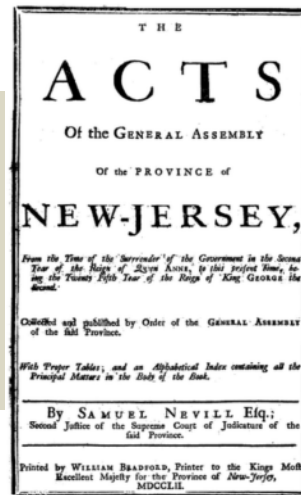 THE
ACTS
Of the GENERAL ASSEMBLY
Of the PROVINCE of
NEW-JERSEY,
From the Time of the Surrender of the Government in the Second
Year of the Reign of Queen ANNE, to this present Time, be-
ing the Twenty Fifth Year of the Reign of King GEORGE the
Second.
Collected and published by Order of the GENERAL ASSEMBLY
of the said Province.
With Proper Tables; and an Alphabetical Index containing all the
Principal Matters in the Body of the Book.
By SAMUEL NEVILL Esq.;
Second Justice of the Supreme Court of Judicature of the
said Province.
Printed by WILLIAM BRADFORD, Printer to the Kings Most
Excellent Majesty for the Province of New-Jersey,
MDCCLII.